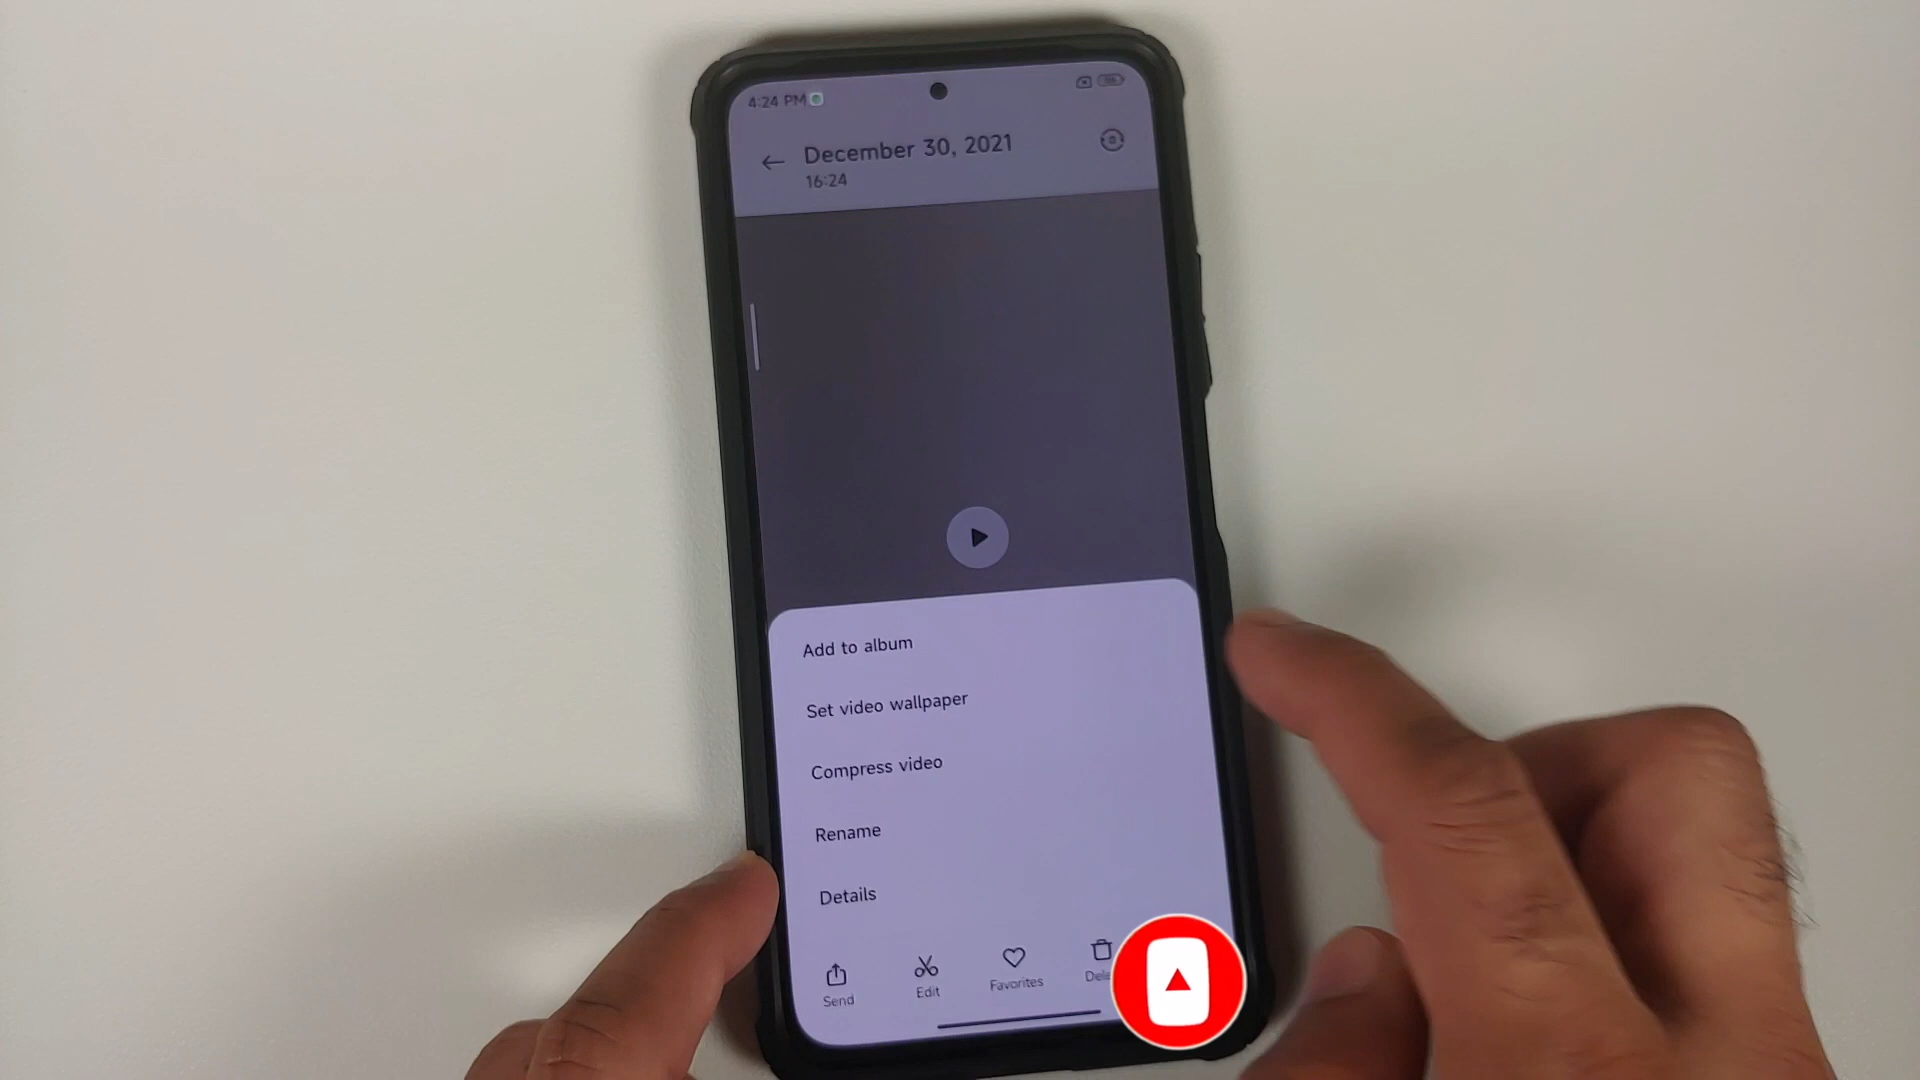 4:24 PM
December 30, 2021
16:24
Add to album
Set video wallpaper
Compress video
Rename
Details
Send
Edit
Favorites
Dele